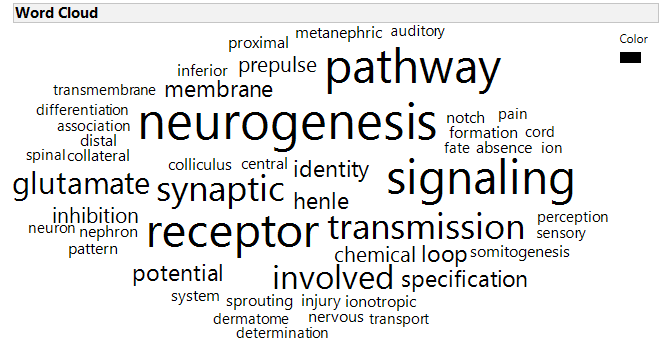 Word Cloud
metanephric auditory
Color
proximal
inferior prepulse pathway
transmembrane membrane
differentiation neurogenesis notch pain
association formation cord
distal fate absence ion
spinal collateral colliculus central identity signaling
glutamate synaptic henle
inhibition receptor transmission perception
neuron nephron sensory
pattern chemical loop somitogenesis
potential involved specification
system sprouting injury ionotropic
dermatome nervous transport
determination